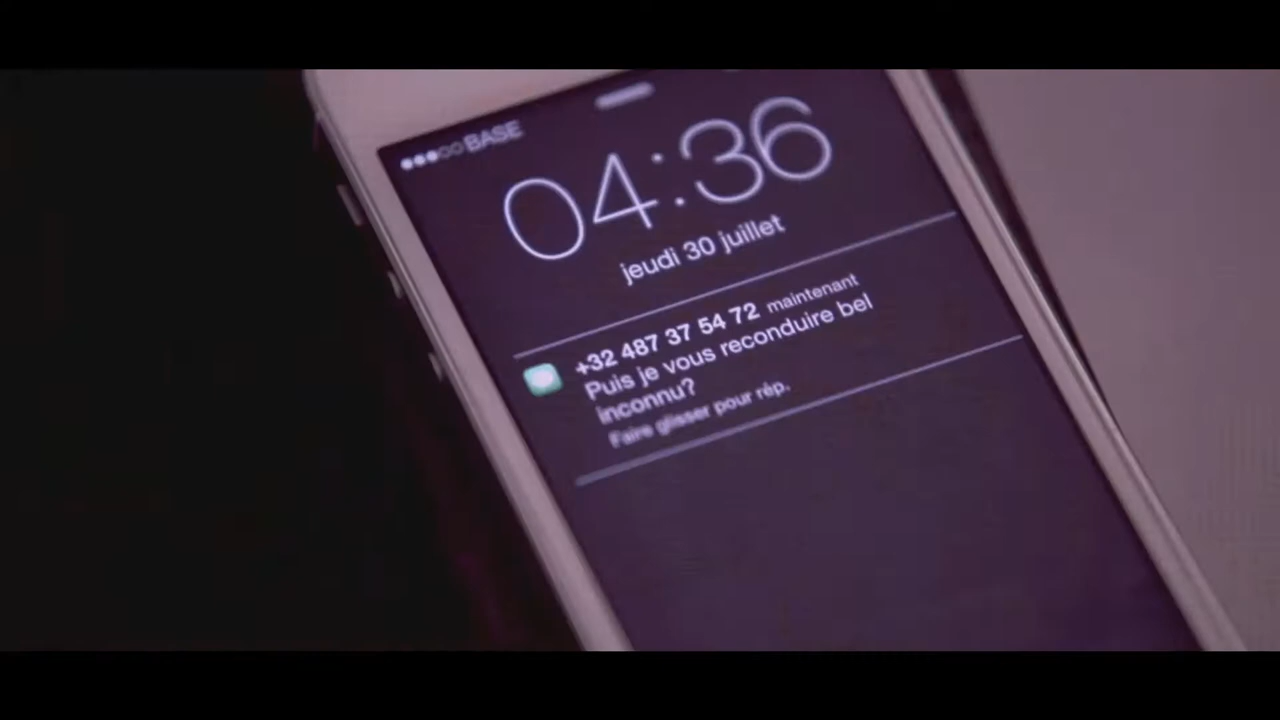 BASE
04:36
jeudi 30 juillet
+32 487 37 54 72 maintenant
Puis je vous reconduire bel
inconnu?
Faire glisser pour rép.